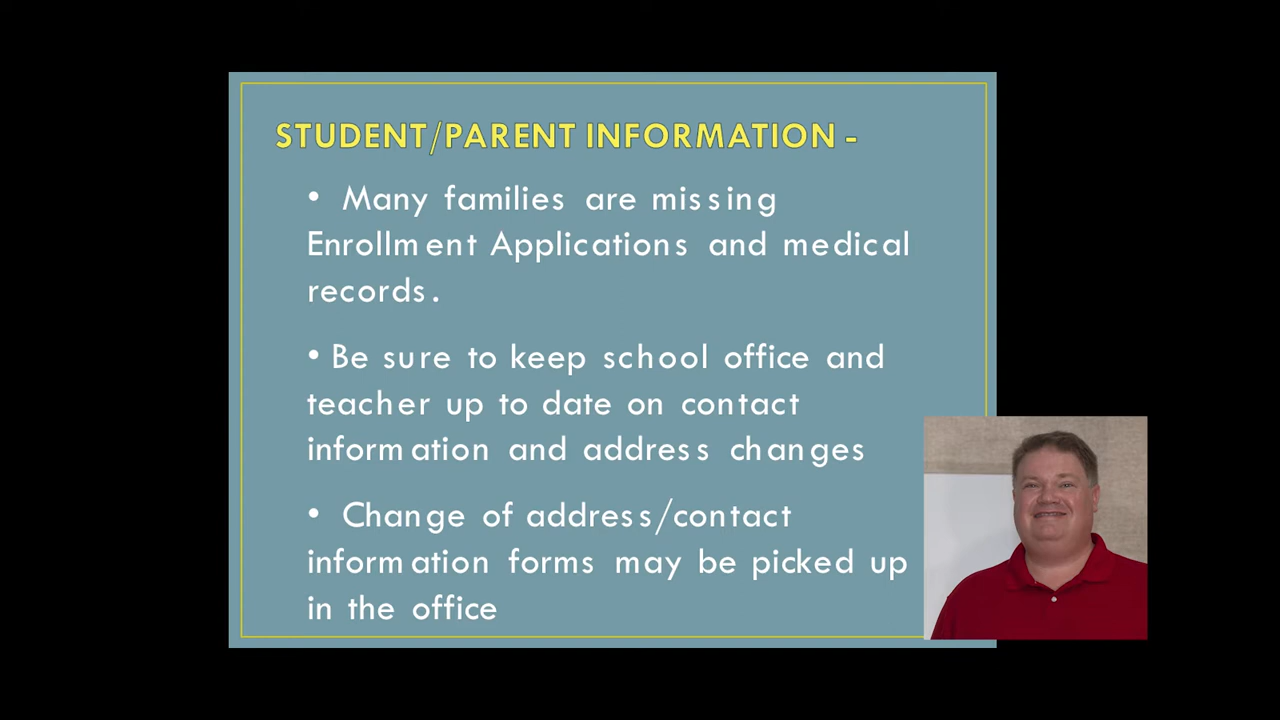 STUDENT/PARENT INFORMATION -
• Many families are missing
Enrollment Applications and medical
records.
• Be sure to keep school office and
teacher up to date on contact
information and address changes
• Change of address/contact
information forms may be picked up
in the office